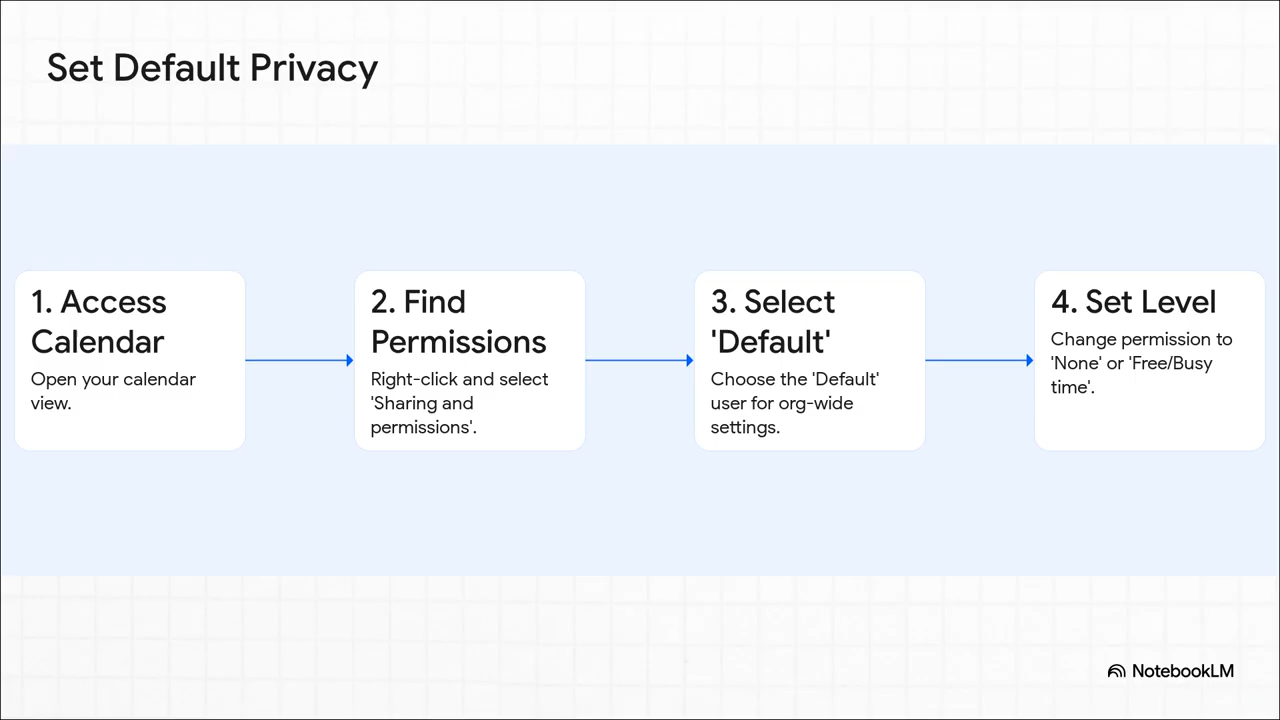 Set Default Privacy
1. Access
Calendar
Open your calendar
view.
2. Find
Permissions
Right-click and select
'Sharing and
permissions'.
3. Select
'Default'
Choose the 'Default'
user for org-wide
settings.
4. Set Level
Change permission to
'None' or 'Free/Busy
time'.
NotebookLM